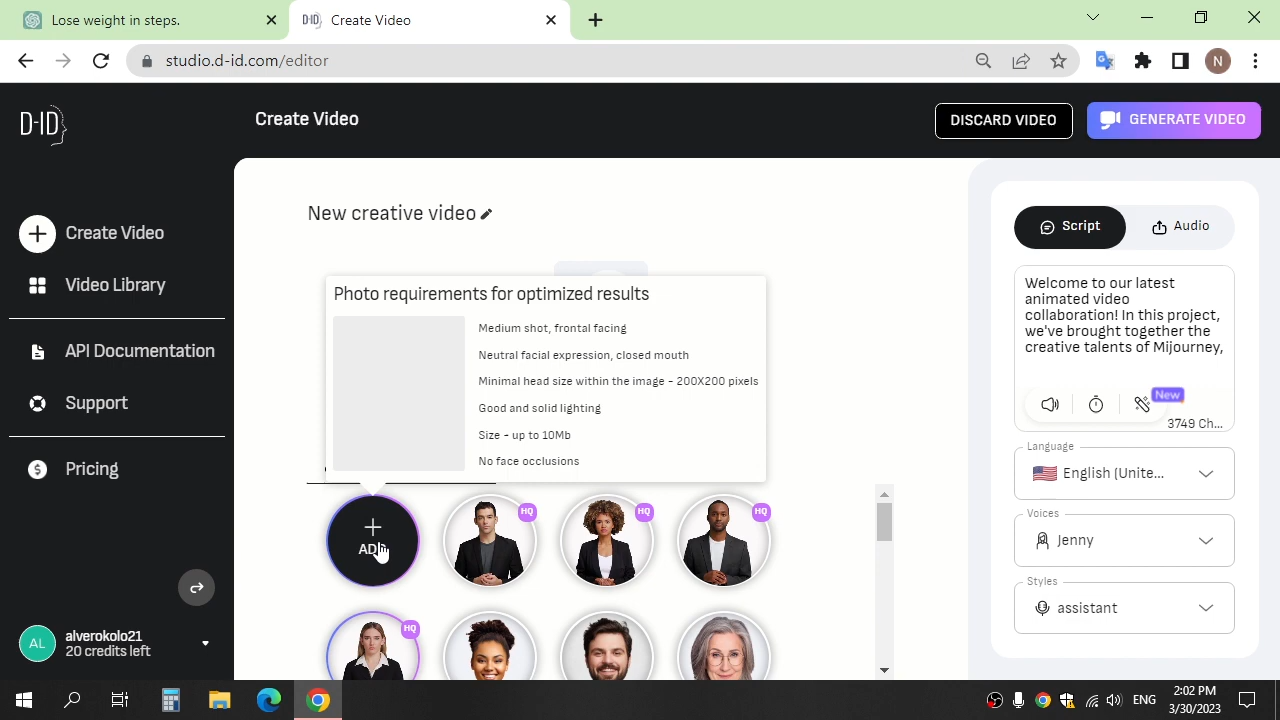 Lose weight in steps.
D-ID
Create Video
studio.d-id.com/editor
N
D-ID
Create Video
DISCARD VIDEO
GENERATE VIDEO
Create Video
Video Library
API Documentation
Support
Pricing
AL
alverokolo21
20 credits left
New creative video
Photo requirements for optimized results
Medium shot, frontal facing
Neutral facial expression, closed mouth
Minimal head size within the image - 200X200 pixels
Good and solid lighting
Size - up to 10Mb
No face occlusions
HQ
HQ
HQ
HQ
Script
Audio
Welcome to our latest
animated video
collaboration! In this project,
we've brought together the
creative talents of Mijourney,
New
3749 Ch...
Language
English (Unite...
Voices
Jenny
Styles
assistant
ENG
2:02 PM
3/30/2023